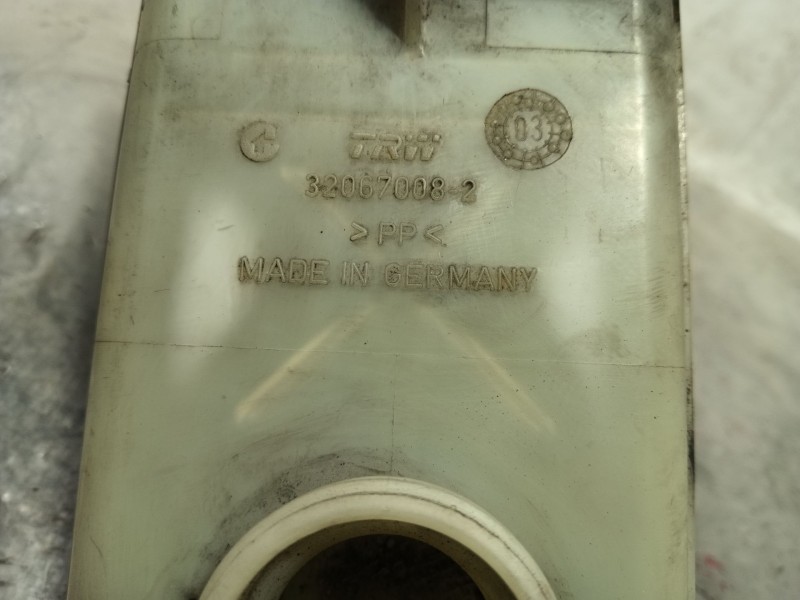 TRW
03
32067008-2
>PP<
MADE IN GERMANY